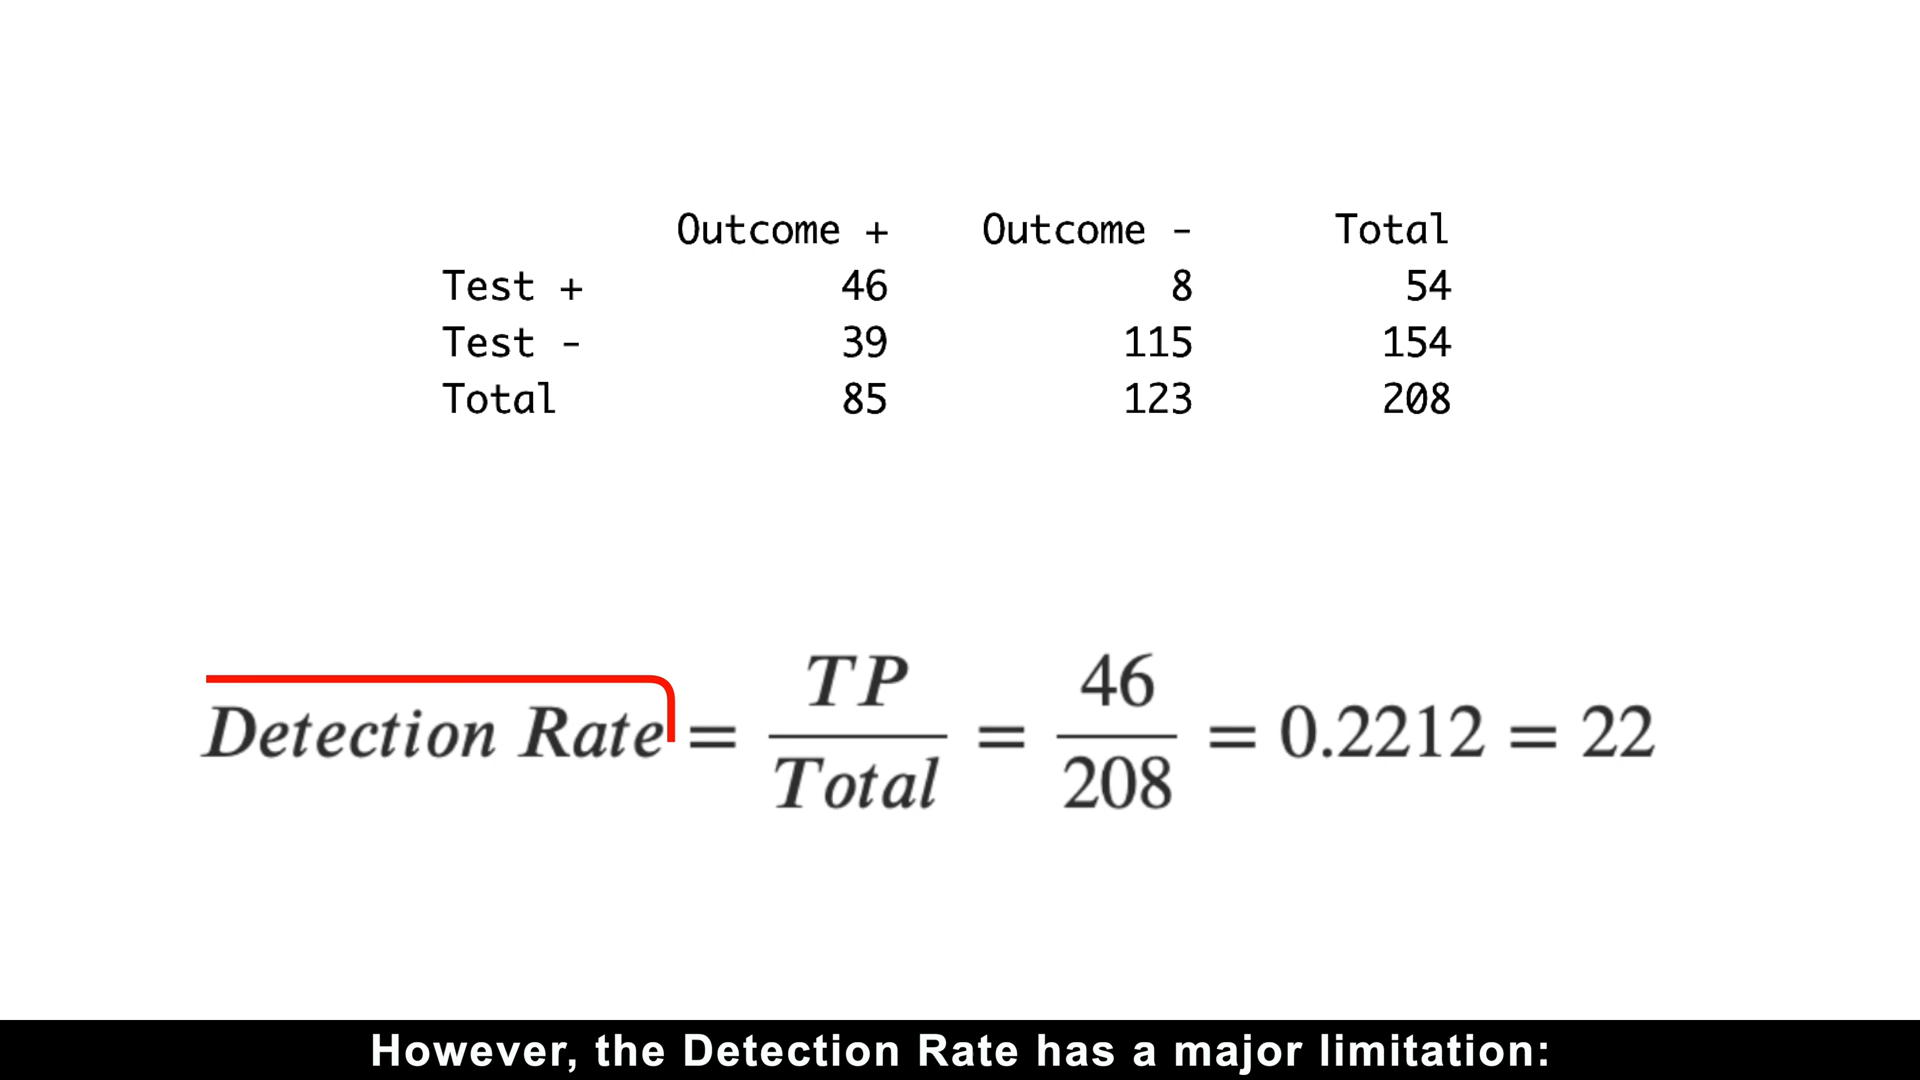 Outcome + Outcome - Total
Test + 46 8 54
Test - 39 115 154
Total 85 123 208
Detection Rate = TP / Total = 46 / 208 = 0.2212 = 22
However, the Detection Rate has a major limitation: